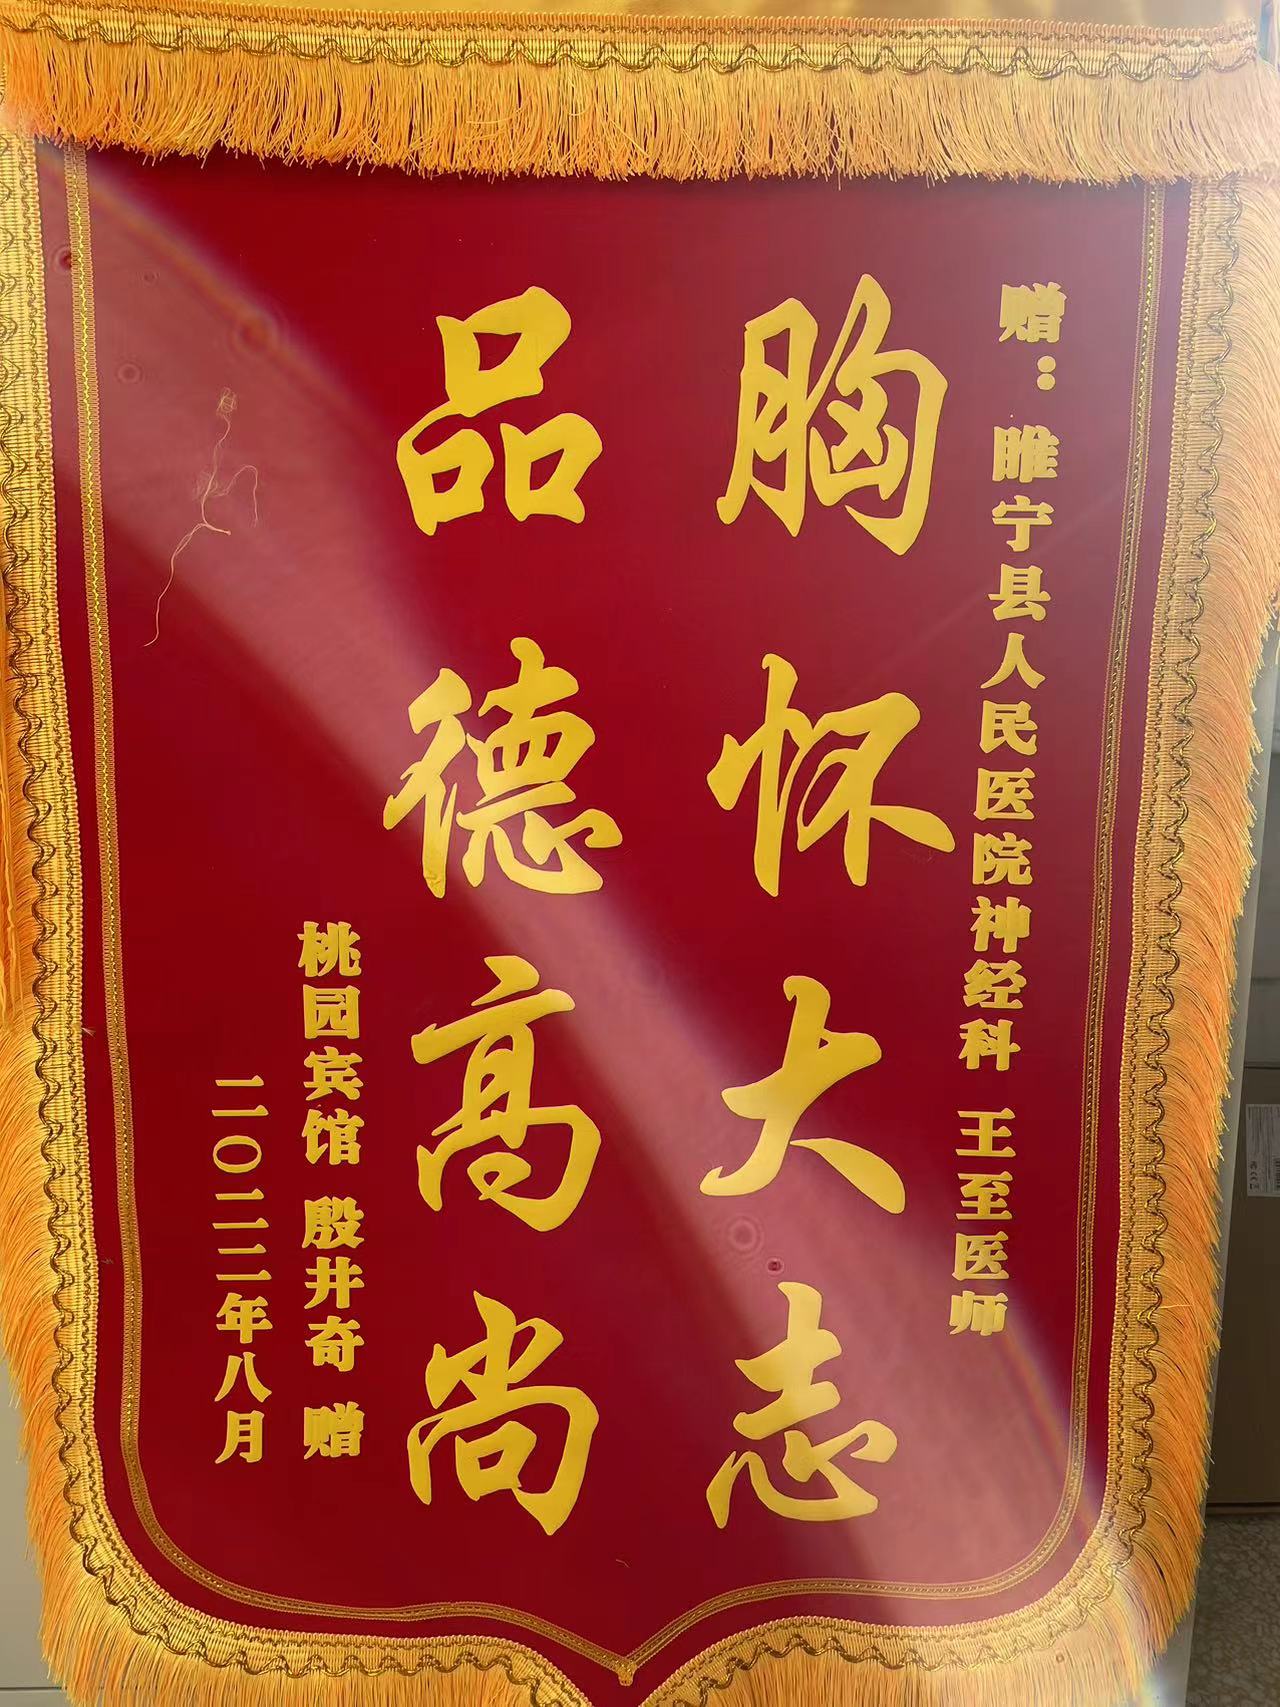 赠：睢宁县人民医院神经科 王至医师
胸怀大志
品德高尚
桃园宾馆 殷井奇 赠
二〇二二年八月